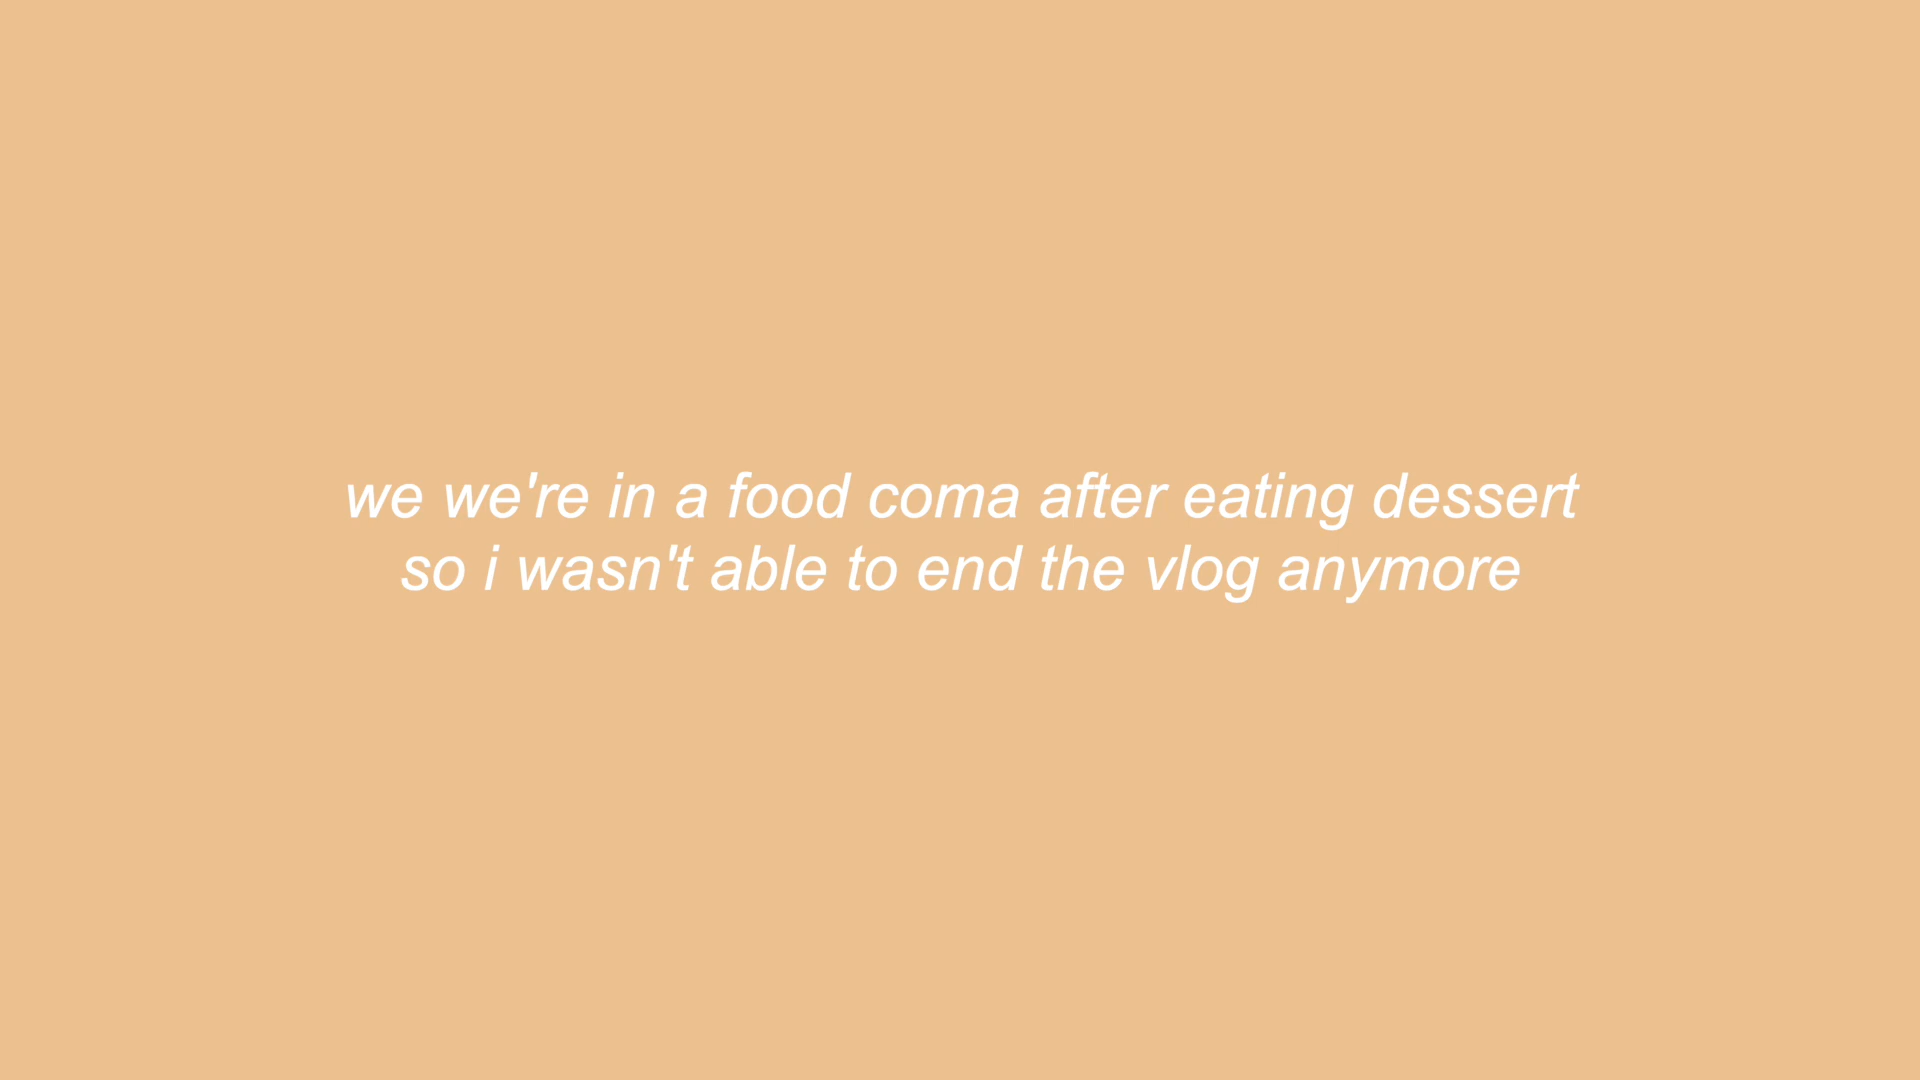 we we're in a food coma after eating dessert
so i wasn't able to end the vlog anymore